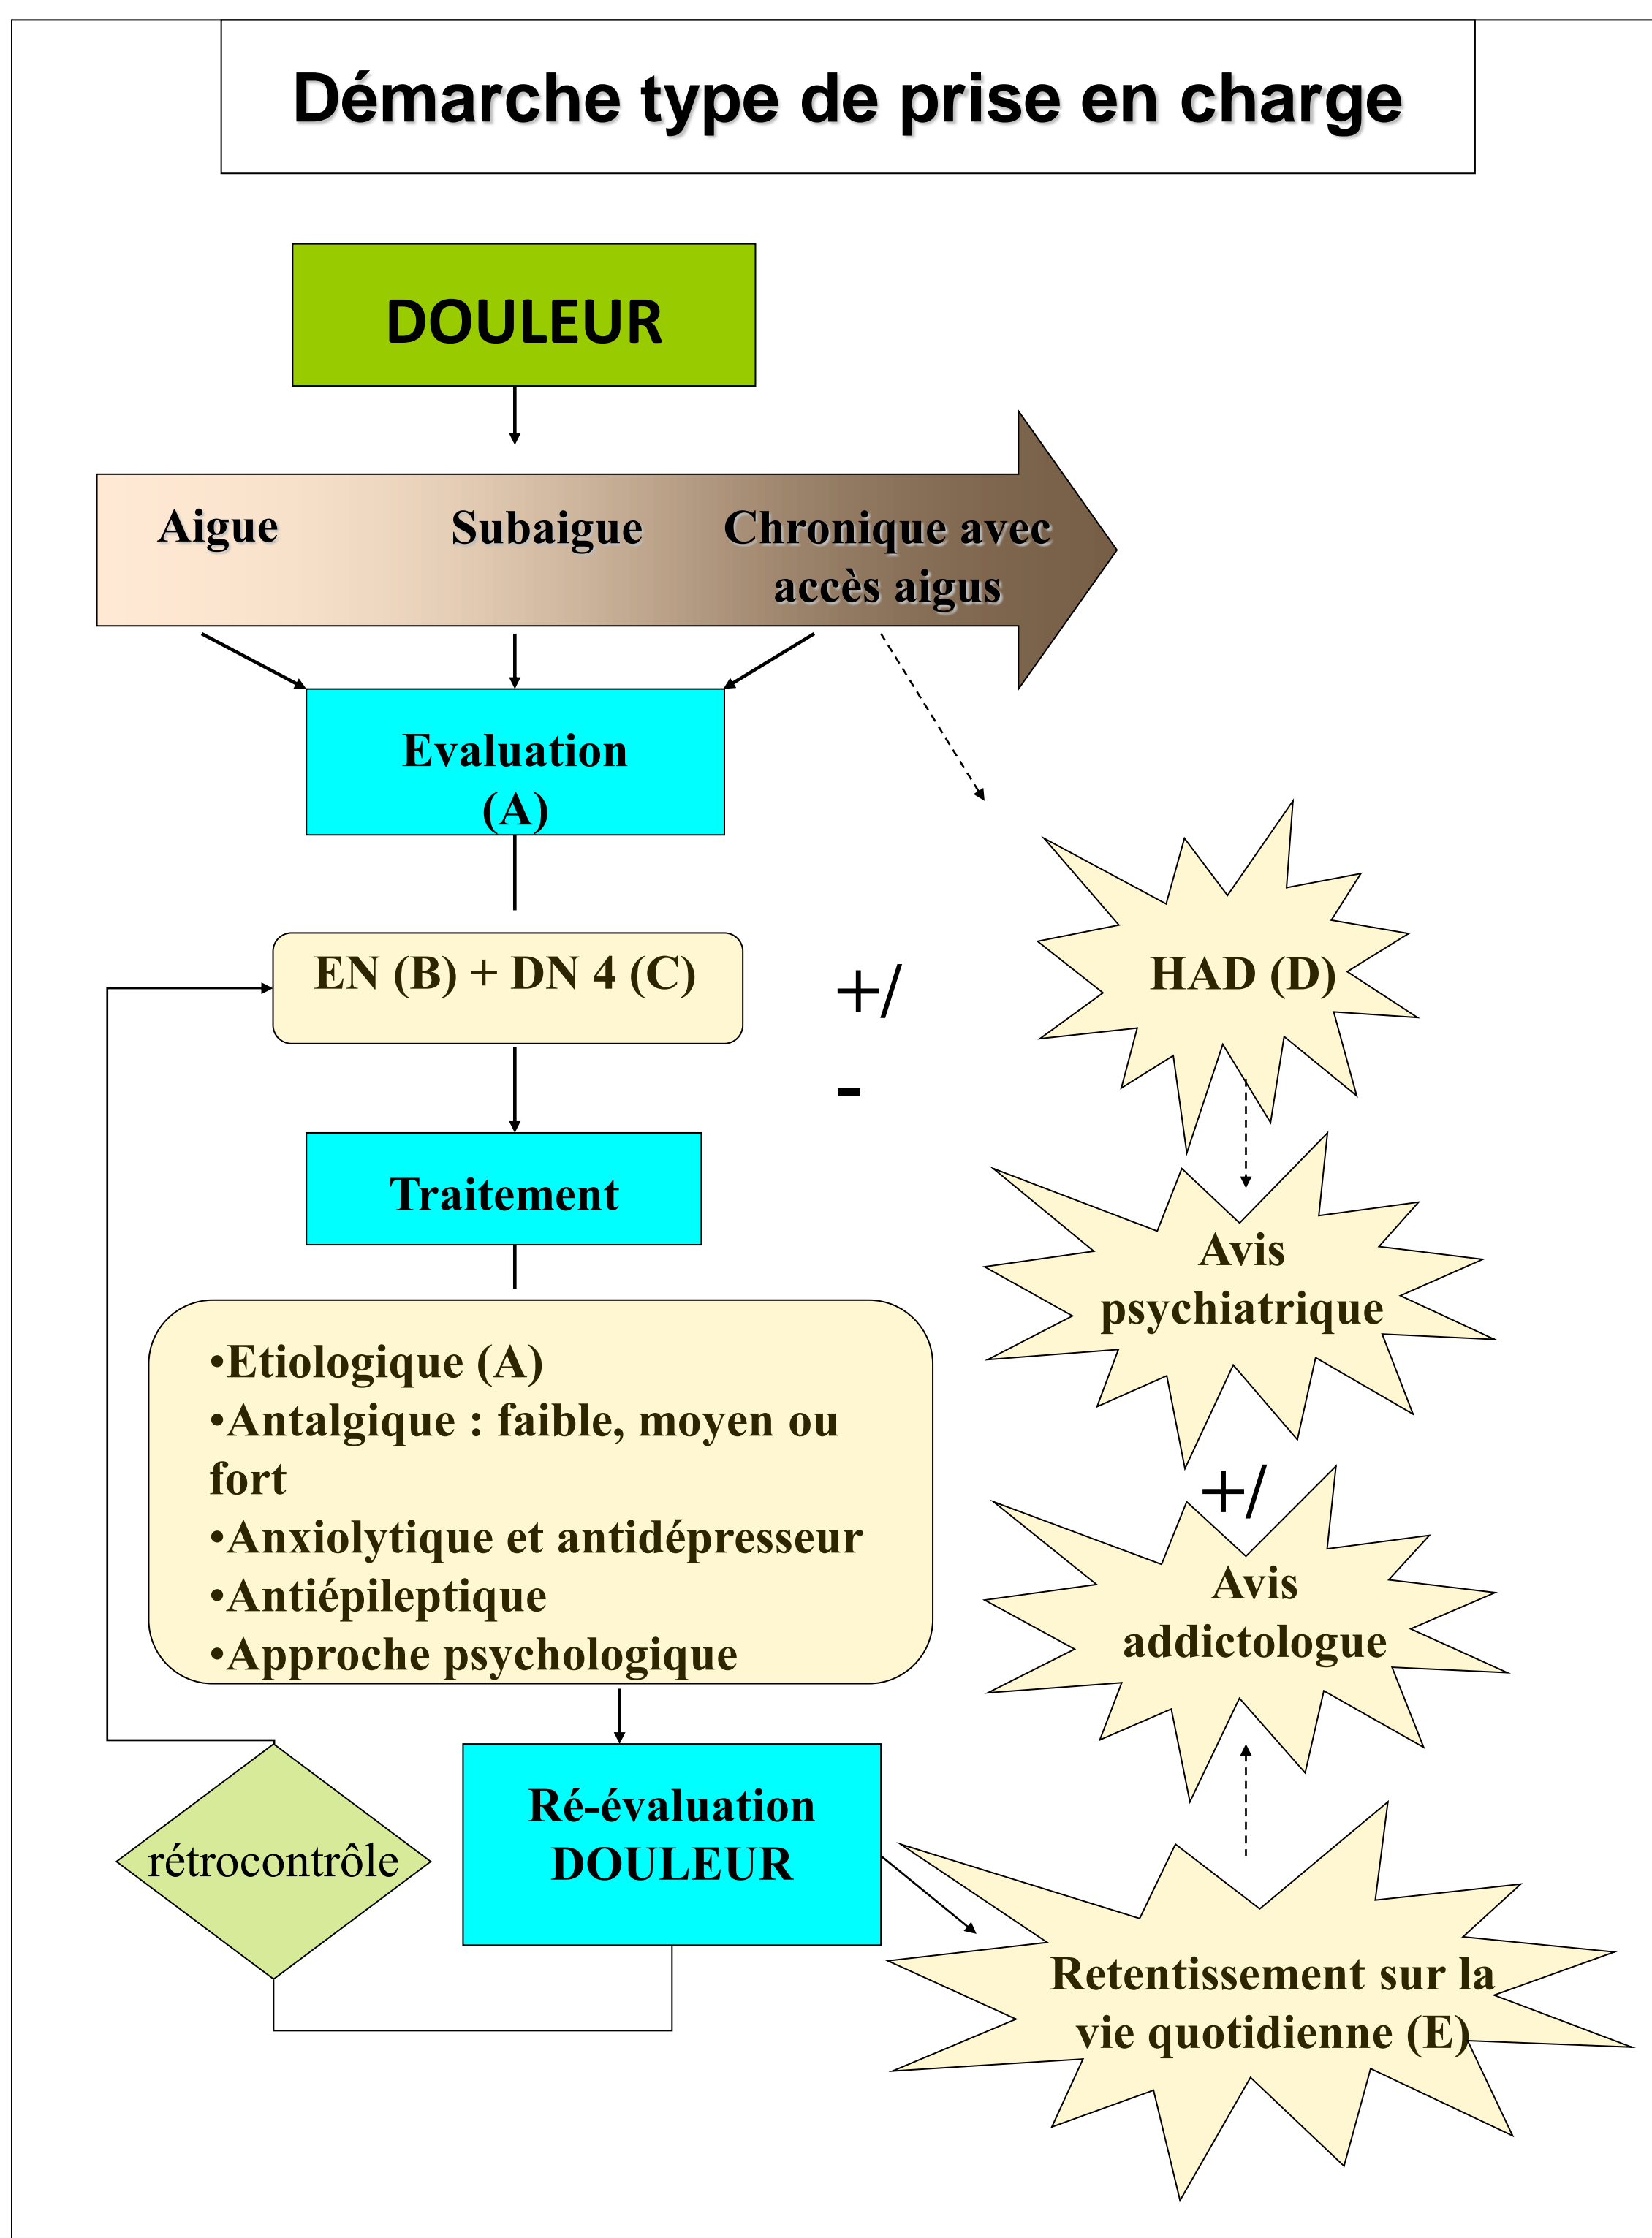 Démarche type de prise en charge
DOULEUR
Aigue
Subaigue
Chronique avec
accès aigus
Evaluation
(A)
EN (B) + DN 4 (C)
+/
-
HAD (D)
Traitement
Avis
psychiatrique
•Etiologique (A)
•Antalgique : faible, moyen ou
fort
•Anxiolytique et antidépresseur
•Antiépileptique
•Approche psychologique
+/
Avis
addictologue
Ré-évaluation
DOULEUR
rétrocontrôle
Retentissement sur la
vie quotidienne (E)